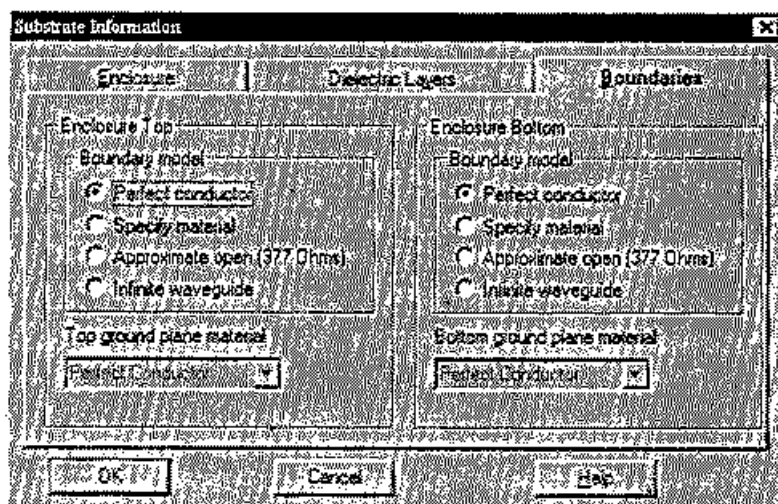 Substrate Information
Enclosure
Dielectric Layers
Boundaries
Enclosure Top
Boundary model
Perfect conductor
Specify material
Approximate open (377 Ohms)
Infinite waveguide
Top ground plane material
Perfect Conductor
Enclosure Bottom
Boundary model
Perfect conductor
Specify material
Approximate open (377 Ohms)
Infinite waveguide
Bottom ground plane material
Perfect Conductor
OK
Cancel
Help